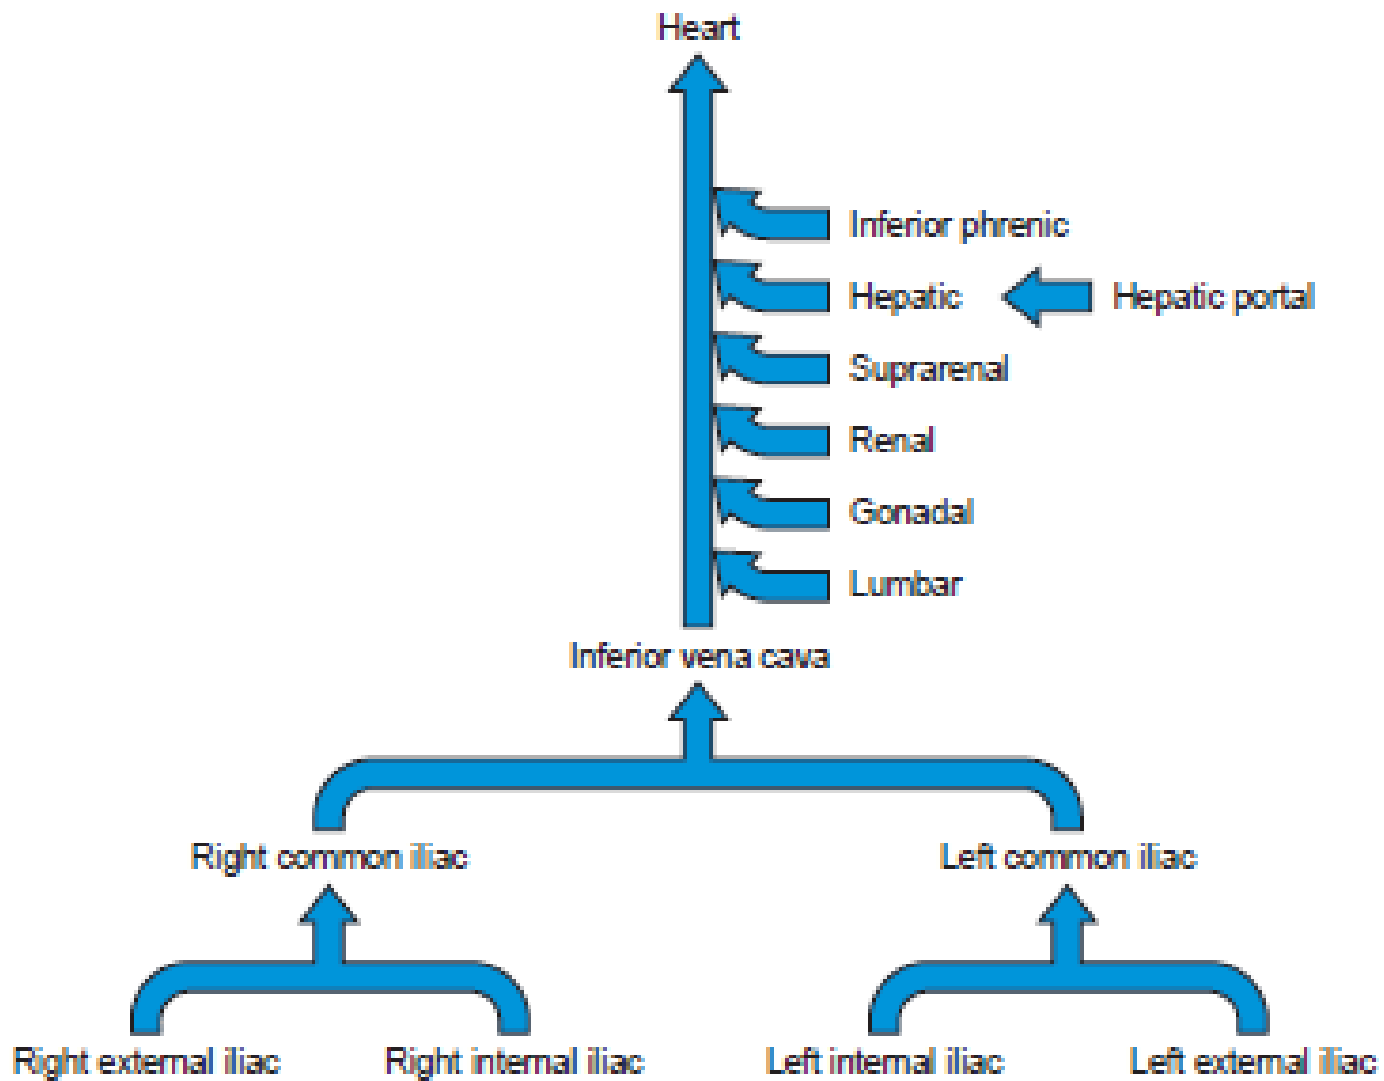 Heart
Inferior phrenic
Hepatic
Hepatic portal
Suprarenal
Renal
Gonadal
Lumbar
Inferior vena cava
Right common iliac
Left common iliac
Right external iliac
Right internal iliac
Left internal iliac
Left external iliac